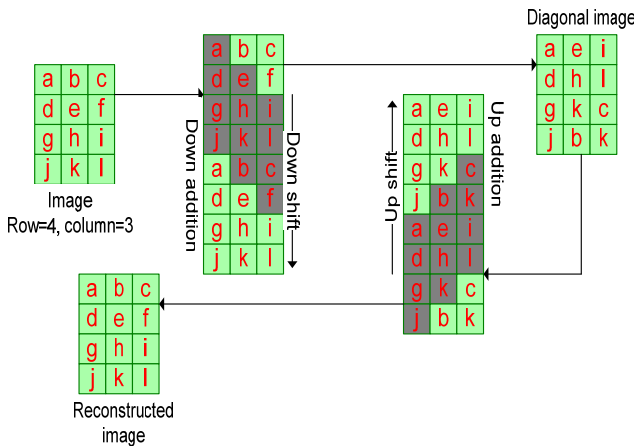 Image
Row=4, column=3
a b c
d e f
g h i
j k l
Down addition
a b c
d e f
g h i
j k l
a b c
d e f
g h i
j k l
Down shift
Diagonal image
a e i
d h l
g k c
j b k
Up shift
a e i
d h l
g k c
j b k
a e i
d h l
g k c
j b k
Up addition
a b c
d e f
g h i
j k l
Reconstructed
image